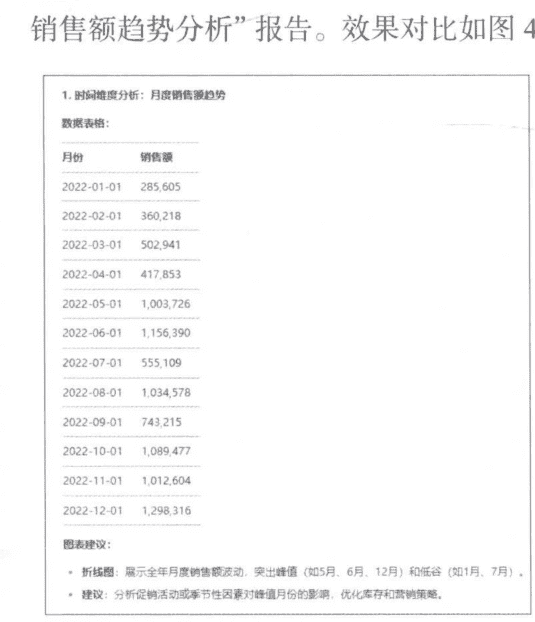 销售额趋势分析”报告。效果对比如图 4
1. 时间维度分析：月度销售额趋势
数据表格：
月份 销售额
2022-01-01 285,605
2022-02-01 360,218
2022-03-01 502,941
2022-04-01 417,853
2022-05-01 1,003,726
2022-06-01 1,156,390
2022-07-01 555,109
2022-08-01 1,034,578
2022-09-01 743,215
2022-10-01 1,089,477
2022-11-01 1,012,604
2022-12-01 1,298,316
图表建议：
• 折线图：展示全年月度销售额波动，突出峰值（如5月、6月、12月）和低谷（如1月、7月）。
• 建议：分析促销活动或季节性因素对峰值月份的影响，优化库存和营销策略。